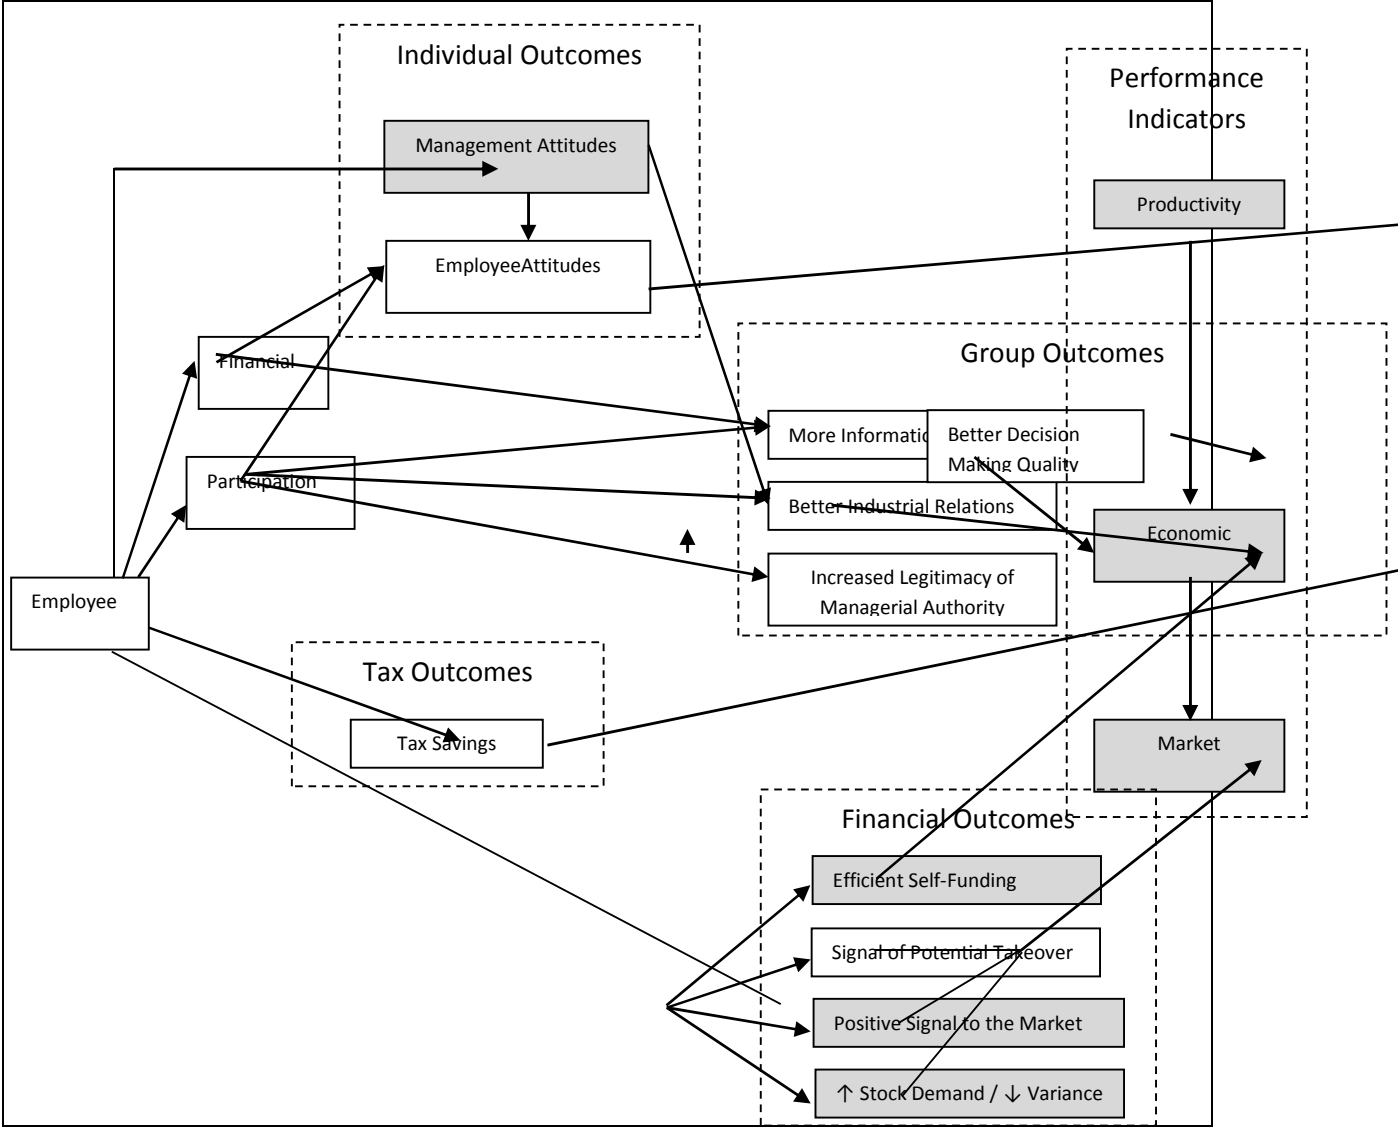 Individual Outcomes
Performance
Indicators
Management Attitudes
Productivity
EmployeeAttitudes
Financial
Group Outcomes
More Informatio
Better Decision
Making Quality
Participation
Better Industrial Relations
Economic
Increased Legitimacy of
Managerial Authority
Employee
Tax Outcomes
Tax Savings
Market
Financial Outcomes
Efficient Self-Funding
Signal of Potential Takeover
Positive Signal to the Market
↑ Stock Demand / ↓ Variance